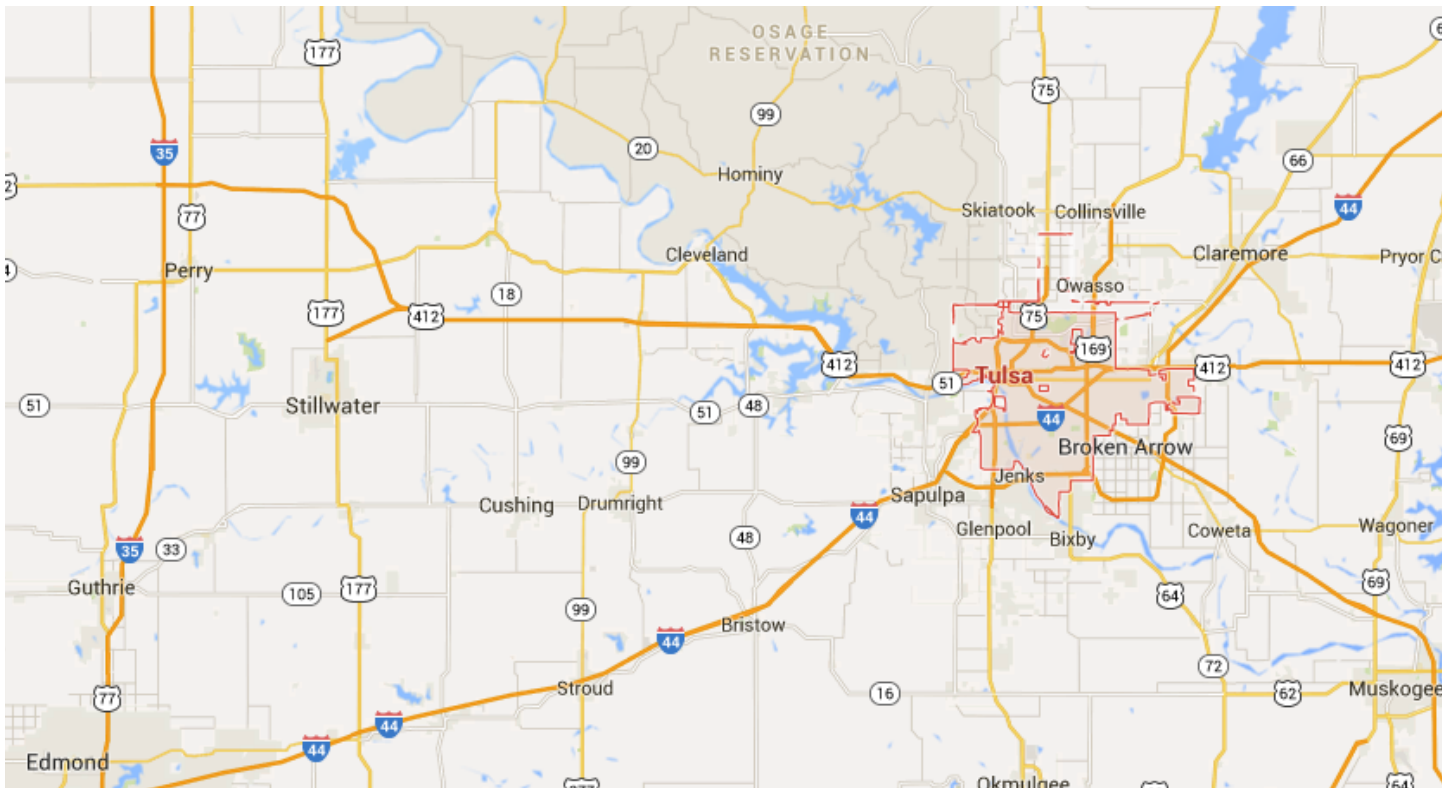 OSAGE
RESERVATION
177
75
99
35
20
66
Hominy
44
77
Skiatook
Collinsville
Cleveland
Claremore
Perry
Pryor C
Owasso
18
177
412
75
169
412
412
412
51
Tulsa
51
Stillwater
51
48
44
69
Broken Arrow
99
Jenks
Sapulpa
Cushing
Drumright
44
Glenpool
Bixby
Coweta
Wagoner
48
35
33
Guthrie
105
177
99
69
64
Bristow
44
72
Stroud
16
62
Muskogee
77
44
44
Edmond
Okmulgee
64